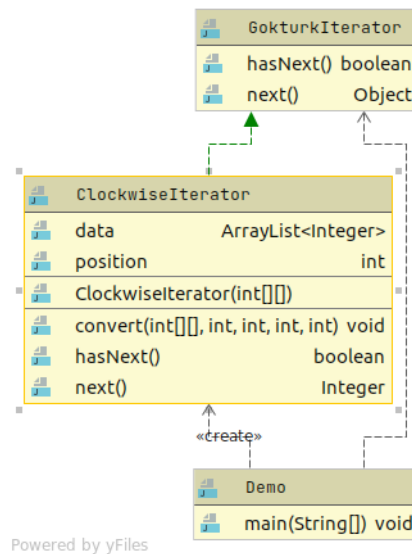 GokturkIterator
hasNext() boolean
next() Object
ClockwiseIterator
data ArrayList<Integer>
position int
ClockwiseIterator(int[][])
convert(int[][], int, int, int, int) void
hasNext() boolean
next() Integer
«create»
Demo
main(String[]) void
Powered by yFiles